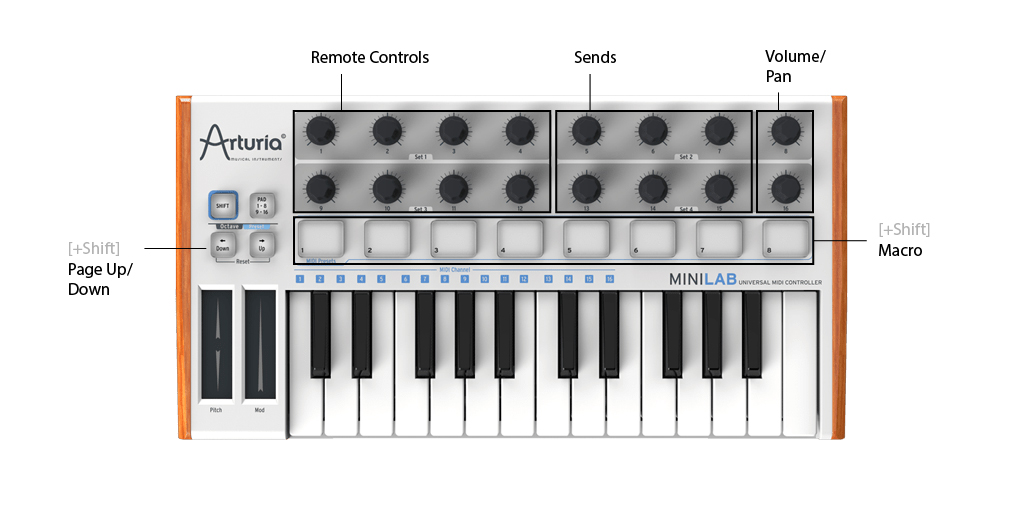 Remote Controls
Sends
Volume/
Pan
Arturia©
MUSICAL INSTRUMENTS
1 2 3 4 5 6 7 8
Set 1 Set 2
9 10 11 12 13 14 15 16
Set 3 Set 4
SHIFT
PAD
1 - 8
9 - 16
Octave
Down
Up
Reset
[+Shift]
Page Up/
Down
1 2 3 4 5 6 7 8
[+Shift]
Macro
MIDI Presets
MIDI Channel
1 2 3 4 5 6 7 8 9 10 11 12 13 14 15 16
MINILAB UNIVERSAL MIDI CONTROLLER
Pitch
Mod